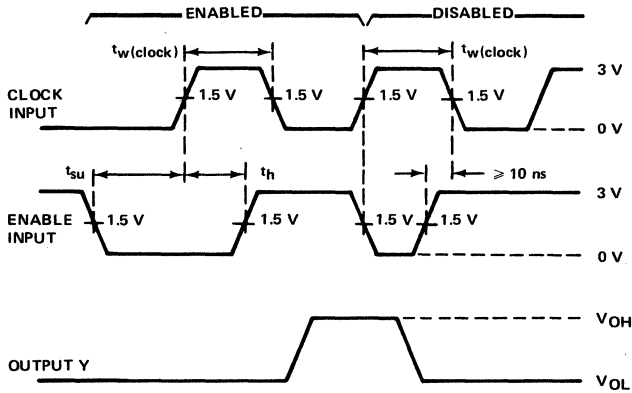 ENABLED DISABLED
tw(clock) tw(clock)
CLOCK INPUT
1.5 V 1.5 V 1.5 V 1.5 V
3 V
0 V
tsu th ≥ 10 ns
ENABLE INPUT
1.5 V 1.5 V 1.5 V 1.5 V
3 V
0 V
OUTPUT Y
VOH
VOL